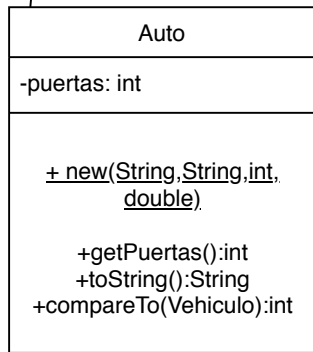 Auto
-puertas: int
+ new(String,String,int,
double)
+getPuertas():int
+toString():String
+compareTo(Vehiculo):int